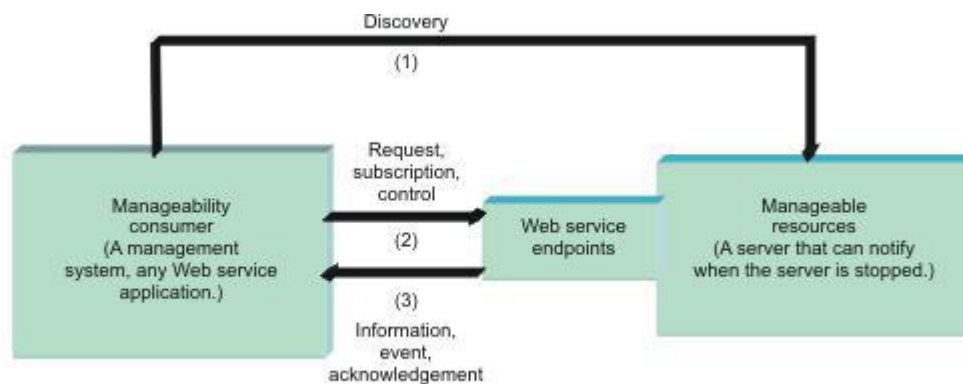 Discovery
(1)
Request,
subscription,
control
(2)
(3)
Information,
event,
acknowledgement
Manageability
consumer
(A management
system, any Web service
application.)
Web service
endpoints
Manageable
resources
(A server that can notify
when the server is stopped.)